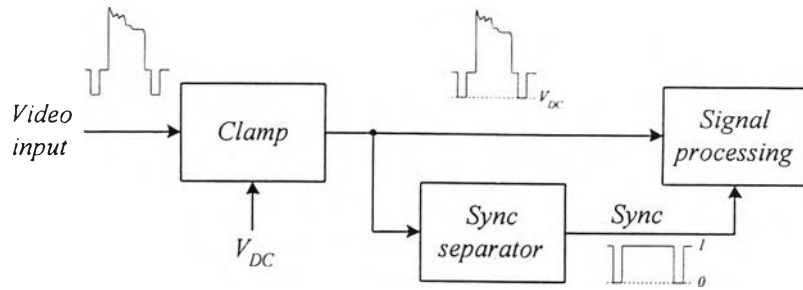 V_DC
Video
input
Clamp
Signal
processing
V_DC
Sync
separator
Sync
1
0